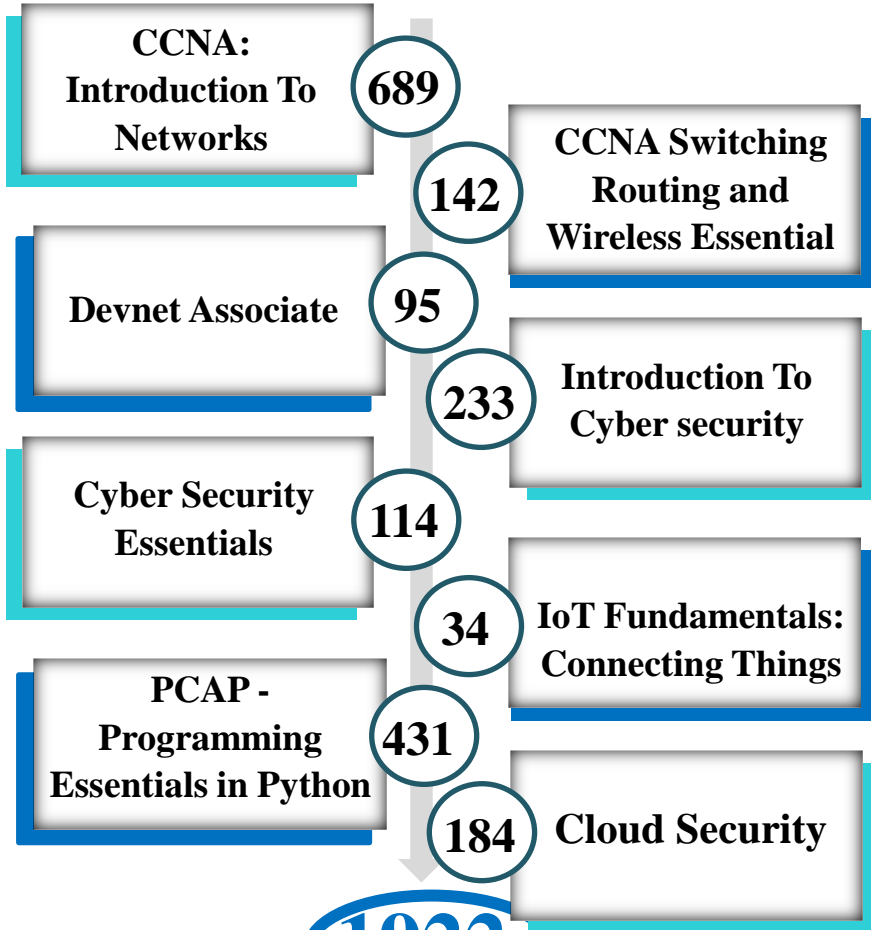 CCNA:
Introduction To
Networks
689
CCNA Switching
Routing and
Wireless Essential
142
Devnet Associate
95
Introduction To
Cyber security
233
Cyber Security
Essentials
114
IoT Fundamentals:
Connecting Things
34
PCAP -
Programming
Essentials in Python
431
Cloud Security
184
1922